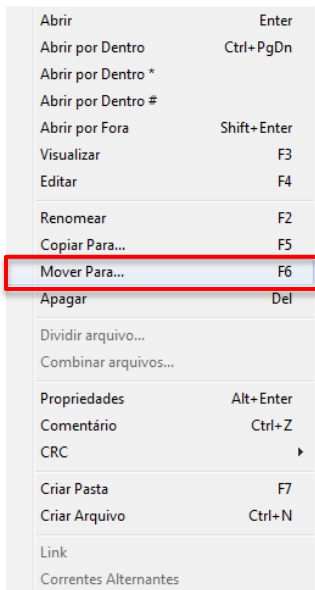 Abrir Enter
Abrir por Dentro Ctrl+PgDn
Abrir por Dentro *
Abrir por Dentro #
Abrir por Fora Shift+Enter
Visualizar F3
Editar F4
Renomear F2
Copiar Para... F5
Mover Para... F6
Apagar Del
Dividir arquivo...
Combinar arquivos...
Propriedades Alt+Enter
Comentário Ctrl+Z
CRC
Criar Pasta F7
Criar Arquivo Ctrl+N
Link
Correntes Alternantes